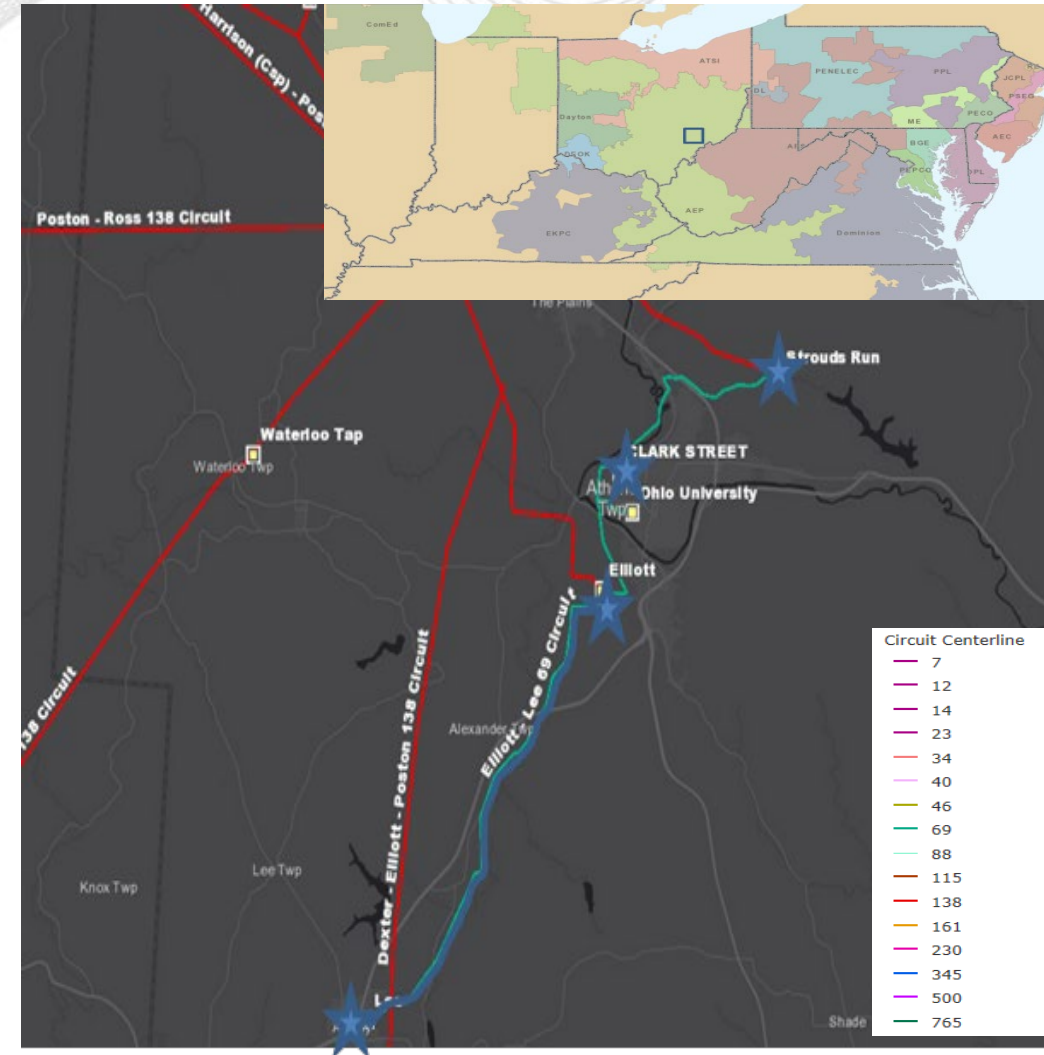 Harrison (Csp) - Pos
ComEd
ATSI
PENELEC
PPL
JCPL
PSEG
Dayton
ME
PECO
AEC
BGE
PEPCO
DPL
AEP
EKPC
Dominion
Poston - Ross 138 Circuit
The Plains
Strouds Run
Waterloo Tap
Waterloo Twp
CLARK STREET
Ohio University
Twp
Elliott
138 Circuit
Elliott - Lee 69 Circuit
Dexter - Elliott - Poston 138 Circuit
Alexander Twp
Lee Twp
Knox Twp
Shade
Circuit Centerline
7
12
14
23
34
40
46
69
88
115
138
161
230
345
500
765